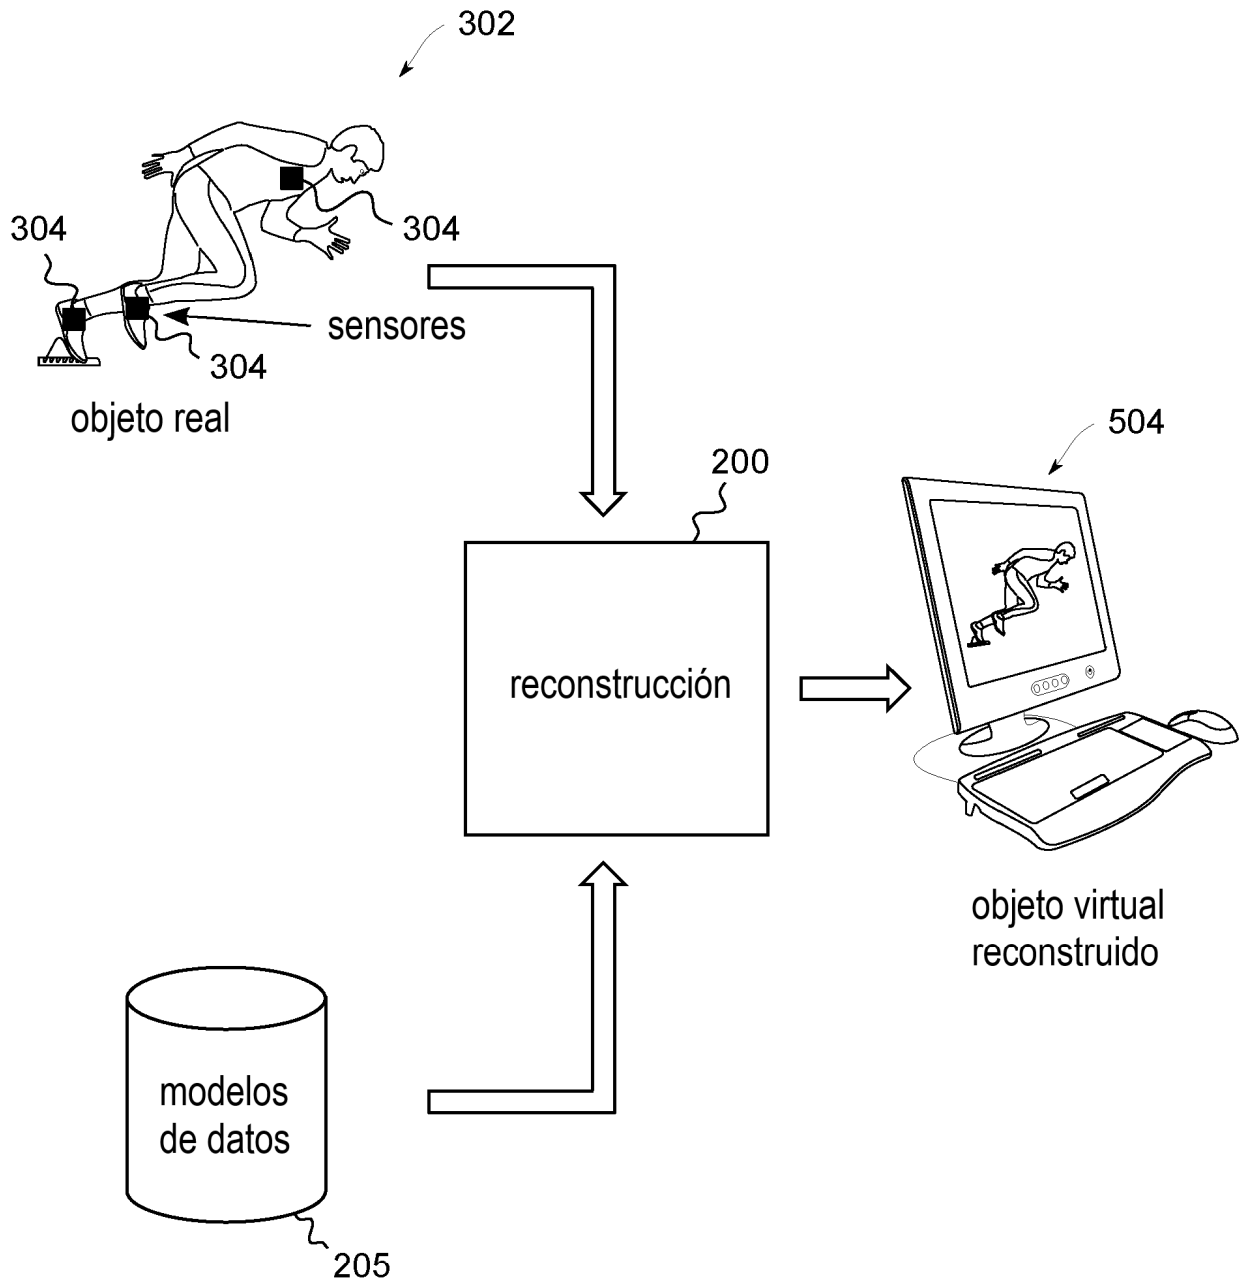 302
304
304
sensores
304
objeto real
504
200
reconstrucción
objeto virtual
reconstruido
modelos
de datos
205